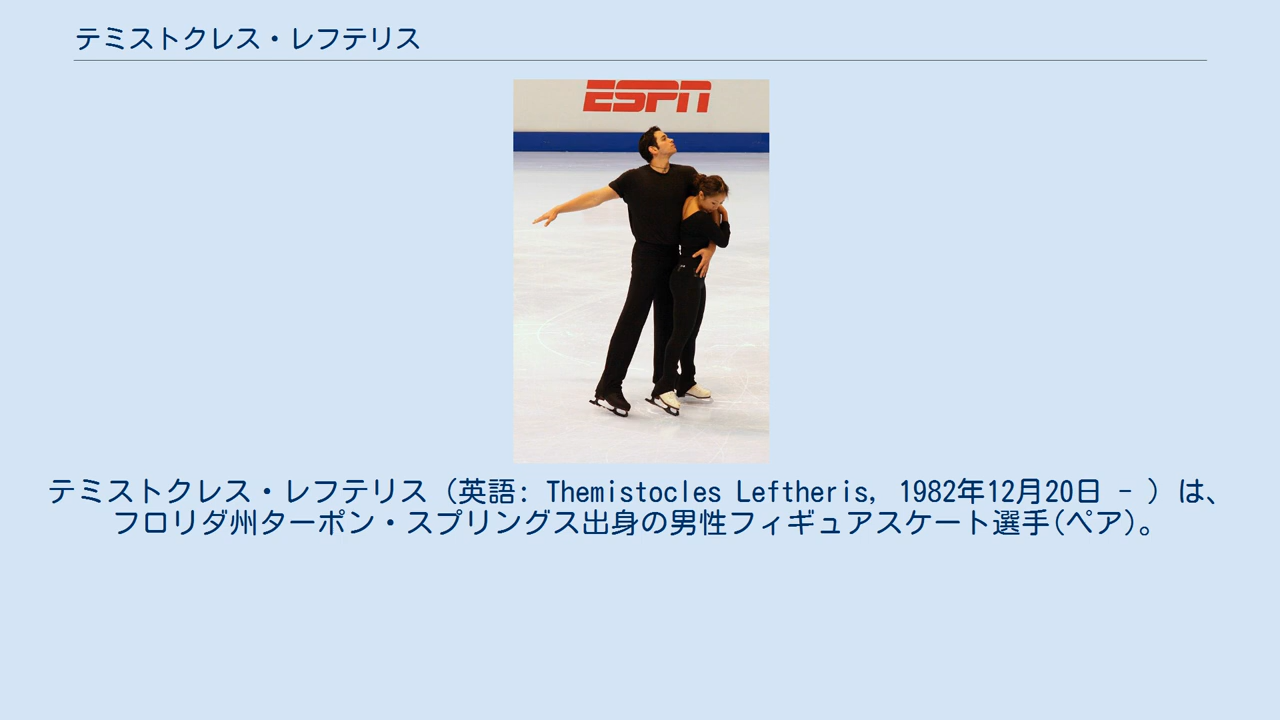 テミストクレス・レフテリス
ESPN
テミストクレス・レフテリス (英語: Themistocles Leftheris, 1982年12月20日 - ) は、
フロリダ州ターポン・スプリングス出身の男性フィギュアスケート選手(ペア)。